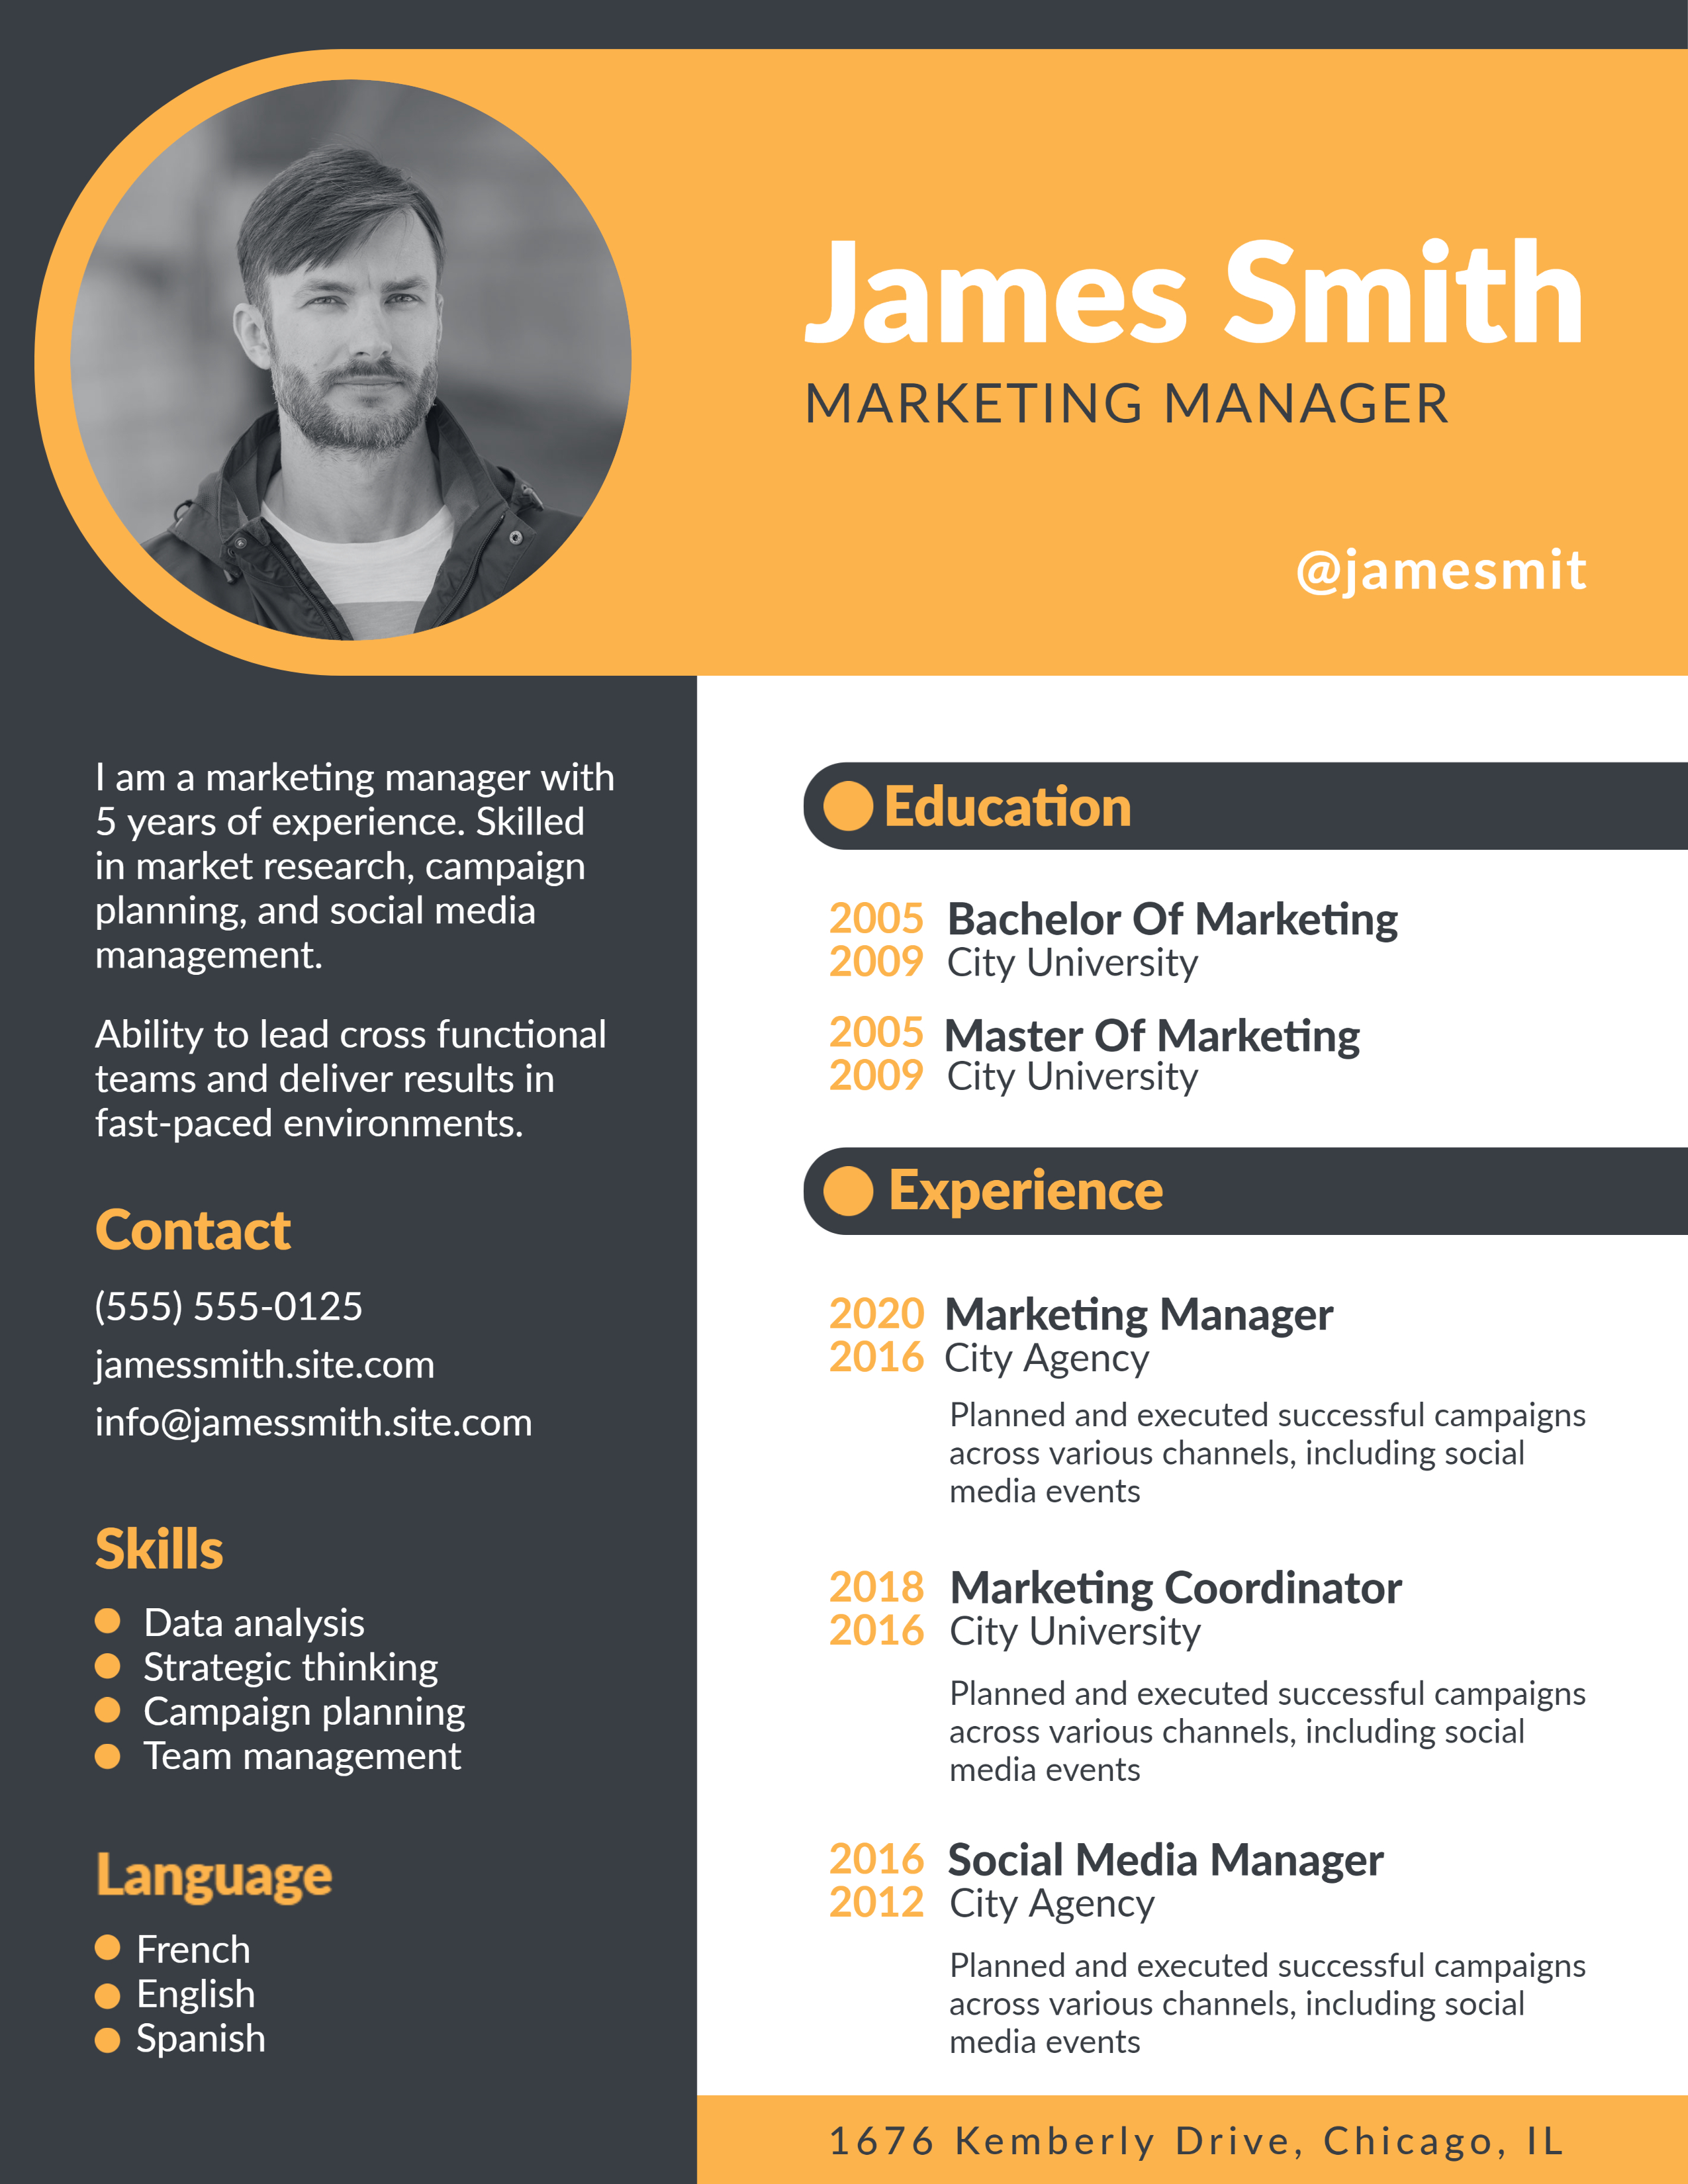 James Smith
MARKETING MANAGER
@jamesmit
I am a marketing manager with
5 years of experience. Skilled
in market research, campaign
planning, and social media
management.
Ability to lead cross functional
teams and deliver results in
fast-paced environments.
Contact
(555) 555-0125
jamessmith.site.com
info@jamessmith.site.com
Skills
Data analysis
Strategic thinking
Campaign planning
Team management
Language
French
English
Spanish
Education
2005 Bachelor Of Marketing
2009 City University
2005 Master Of Marketing
2009 City University
Experience
2020 Marketing Manager
2016 City Agency
Planned and executed successful campaigns
across various channels, including social
media events
2018 Marketing Coordinator
2016 City University
Planned and executed successful campaigns
across various channels, including social
media events
2016 Social Media Manager
2012 City Agency
Planned and executed successful campaigns
across various channels, including social
media events
1676 Kemberly Drive, Chicago, IL